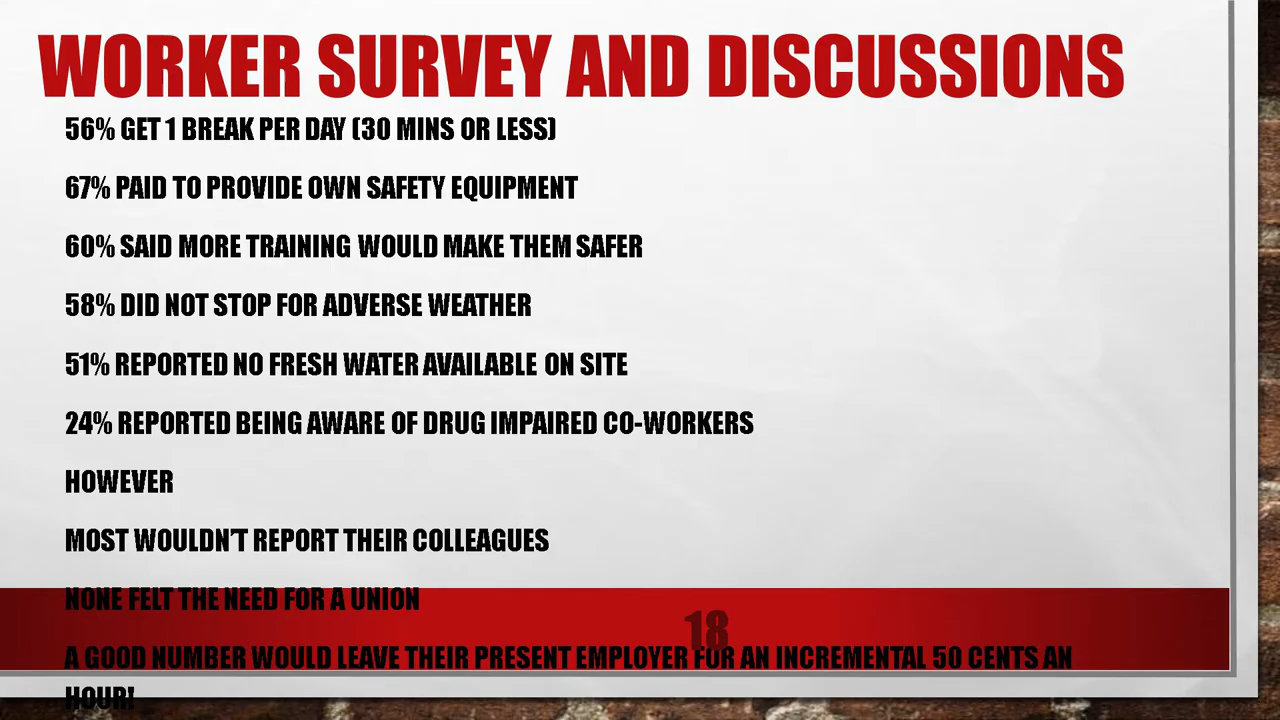 WORKER SURVEY AND DISCUSSIONS
56% GET 1 BREAK PER DAY (30 MINS OR LESS)
67% PAID TO PROVIDE OWN SAFETY EQUIPMENT
60% SAID MORE TRAINING WOULD MAKE THEM SAFER
58% DID NOT STOP FOR ADVERSE WEATHER
51% REPORTED NO FRESH WATER AVAILABLE ON SITE
24% REPORTED BEING AWARE OF DRUG IMPAIRED CO-WORKERS
HOWEVER
MOST WOULDN'T REPORT THEIR COLLEAGUES
NONE FELT THE NEED FOR A UNION
18
A GOOD NUMBER WOULD LEAVE THEIR PRESENT EMPLOYER FOR AN INCREMENTAL 50 CENTS AN
HOUR!